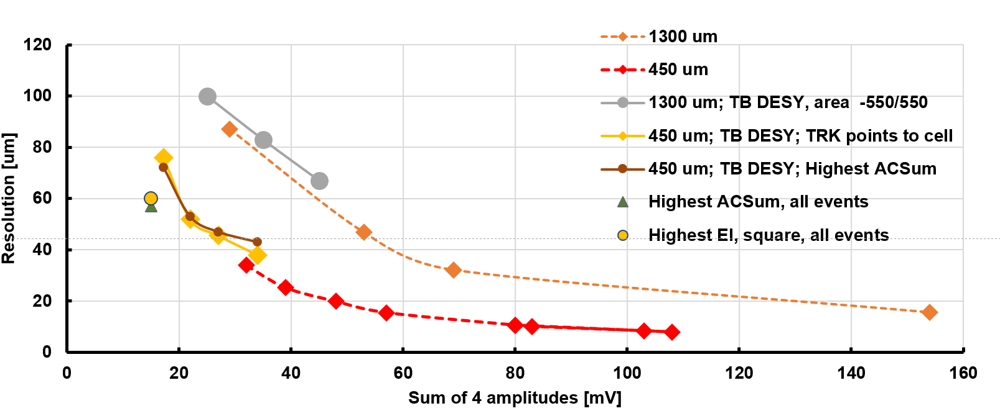 1300 um
450 um
1300 um; TB DESY, area  -550/550
450 um; TB DESY; TRK points to cell
450 um; TB DESY; Highest ACSum
Highest ACSum, all events
Highest EI, square, all events
Resolution [um]
120
100
80
60
40
20
0
0 20 40 60 80 100 120 140 160
Sum of 4 amplitudes [mV]